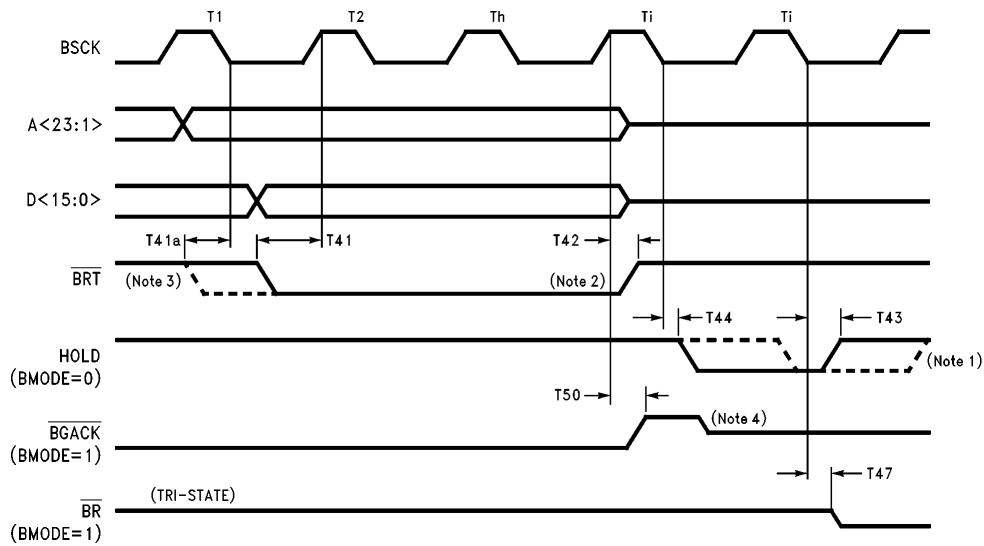 T1 T2 Th Ti Ti
BSCK
A<23:1>
D<15:0>
T41a T41 T42
BRT (Note 3) (Note 2)
T44 T43
HOLD
(BMODE=0)
(Note 1)
T50
BGACK
(BMODE=1)
(Note 4)
T47
(TRI-STATE)
BR
(BMODE=1)